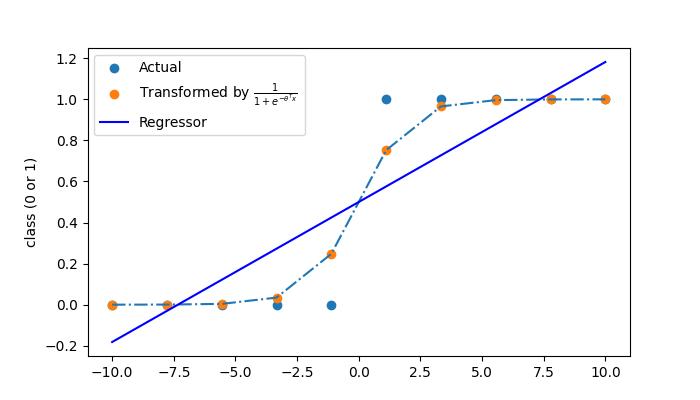 Actual
Transformed by $\frac{1}{1+e^{-\theta^T x}}$
Regressor
class (0 or 1)
1.2
1.0
0.8
0.6
0.4
0.2
0.0
−0.2
−10.0 −7.5 −5.0 −2.5 0.0 2.5 5.0 7.5 10.0